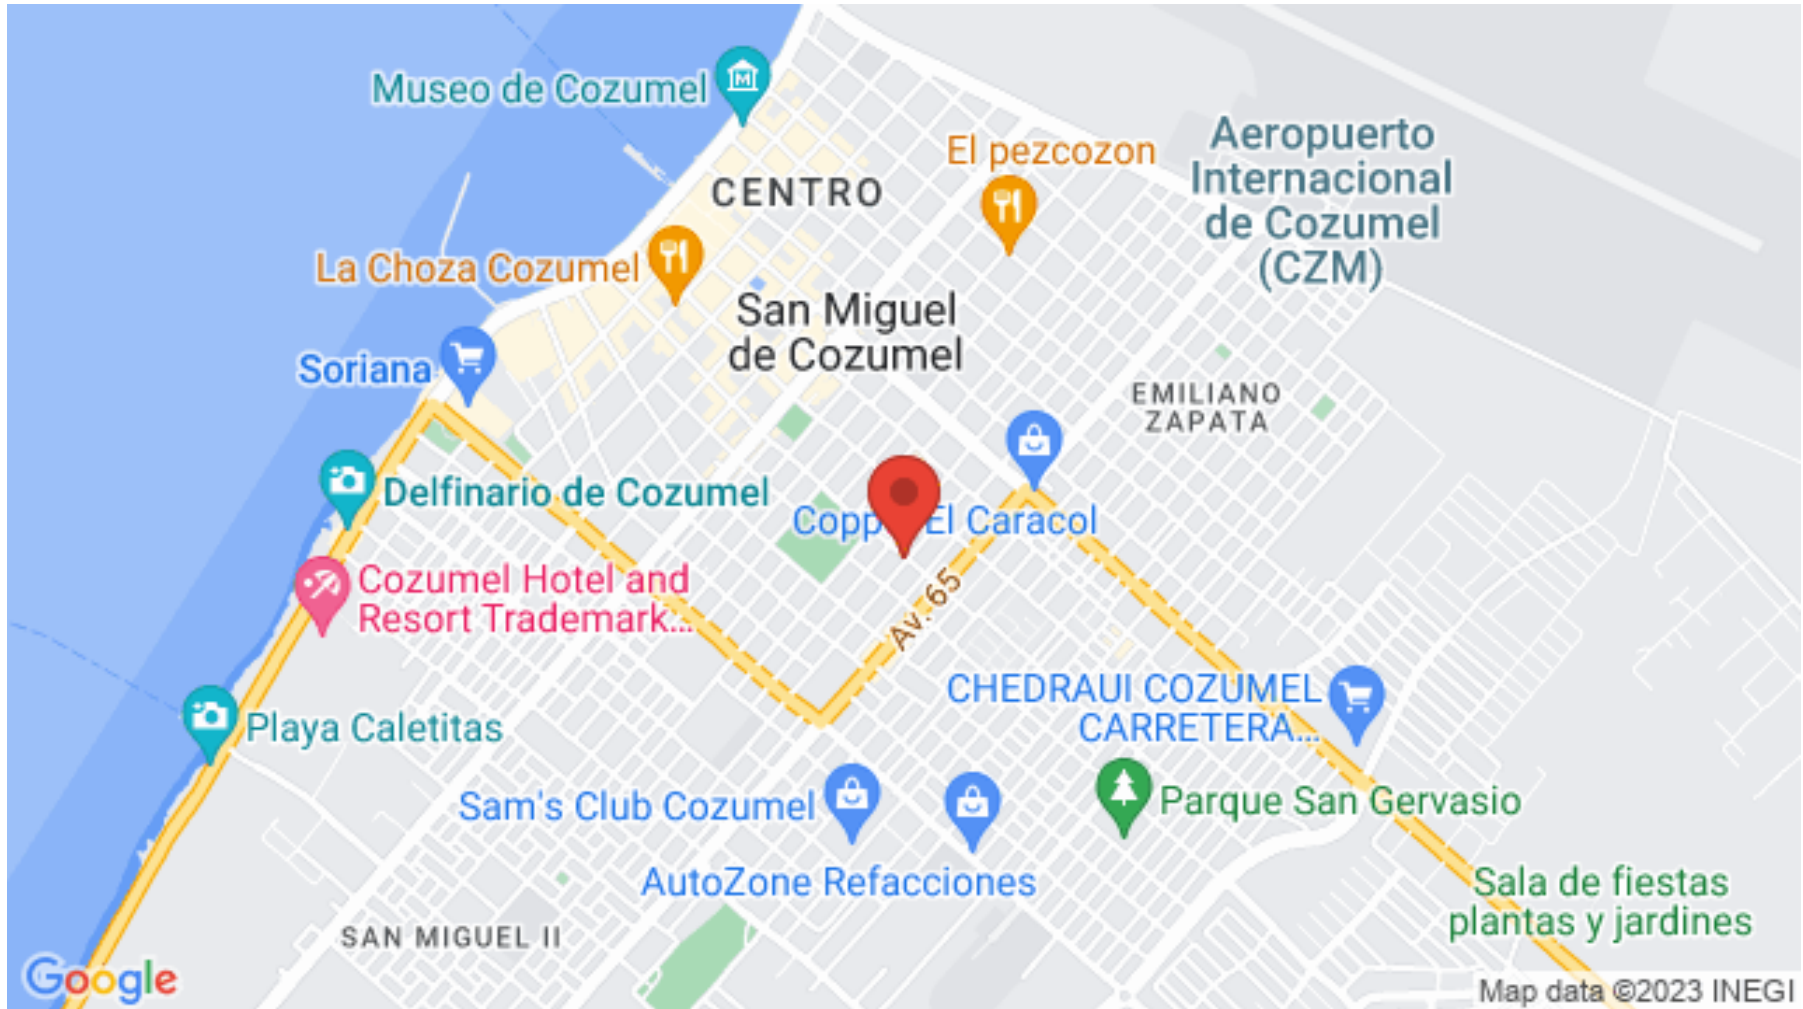 Museo de Cozumel
El pezcozon
Aeropuerto
Internacional
de Cozumel
(CZM)
CENTRO
La Choza Cozumel
San Miguel
de Cozumel
Soriana
EMILIANO
ZAPATA
Delfinario de Cozumel
El Caracol
Cozumel Hotel and
Resort Trademark...
Av. 65
CHEDRAUI COZUMEL
CARRETERA...
Playa Caletitas
Sam's Club Cozumel
Parque San Gervasio
AutoZone Refacciones
Sala de fiestas
plantas y jardines
SAN MIGUEL II
Google
Map data ©2023 INEGI